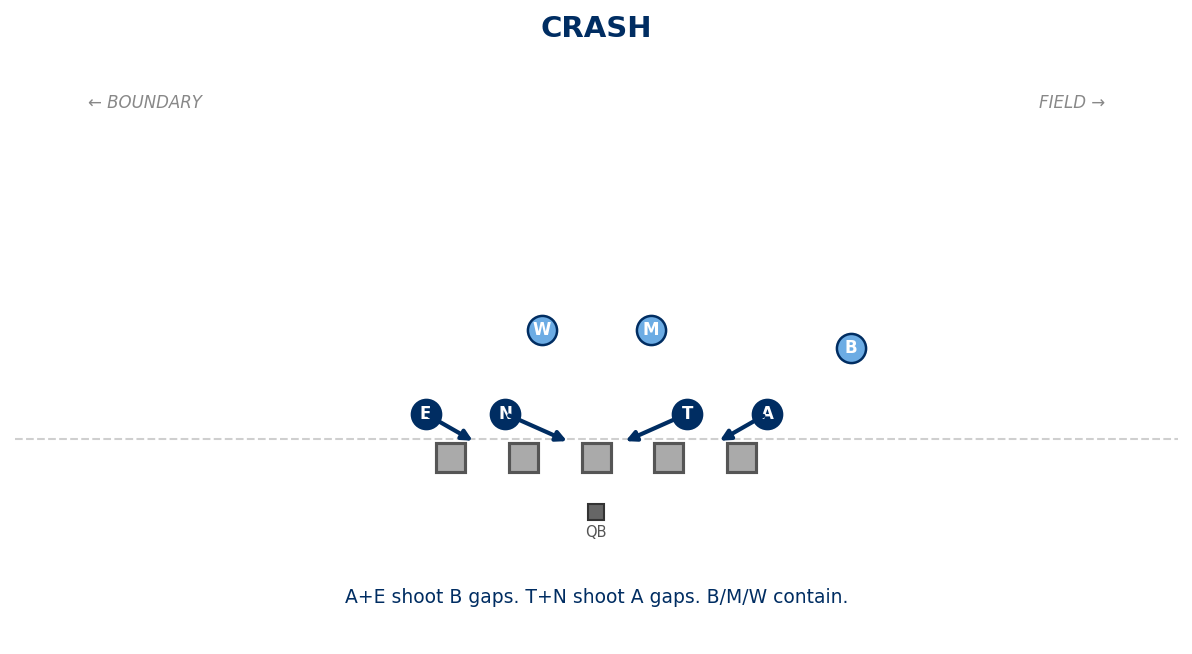 CRASH
← BOUNDARY
FIELD →
W
M
B
E
N
T
A
QB
A+E shoot B gaps. T+N shoot A gaps. B/M/W contain.